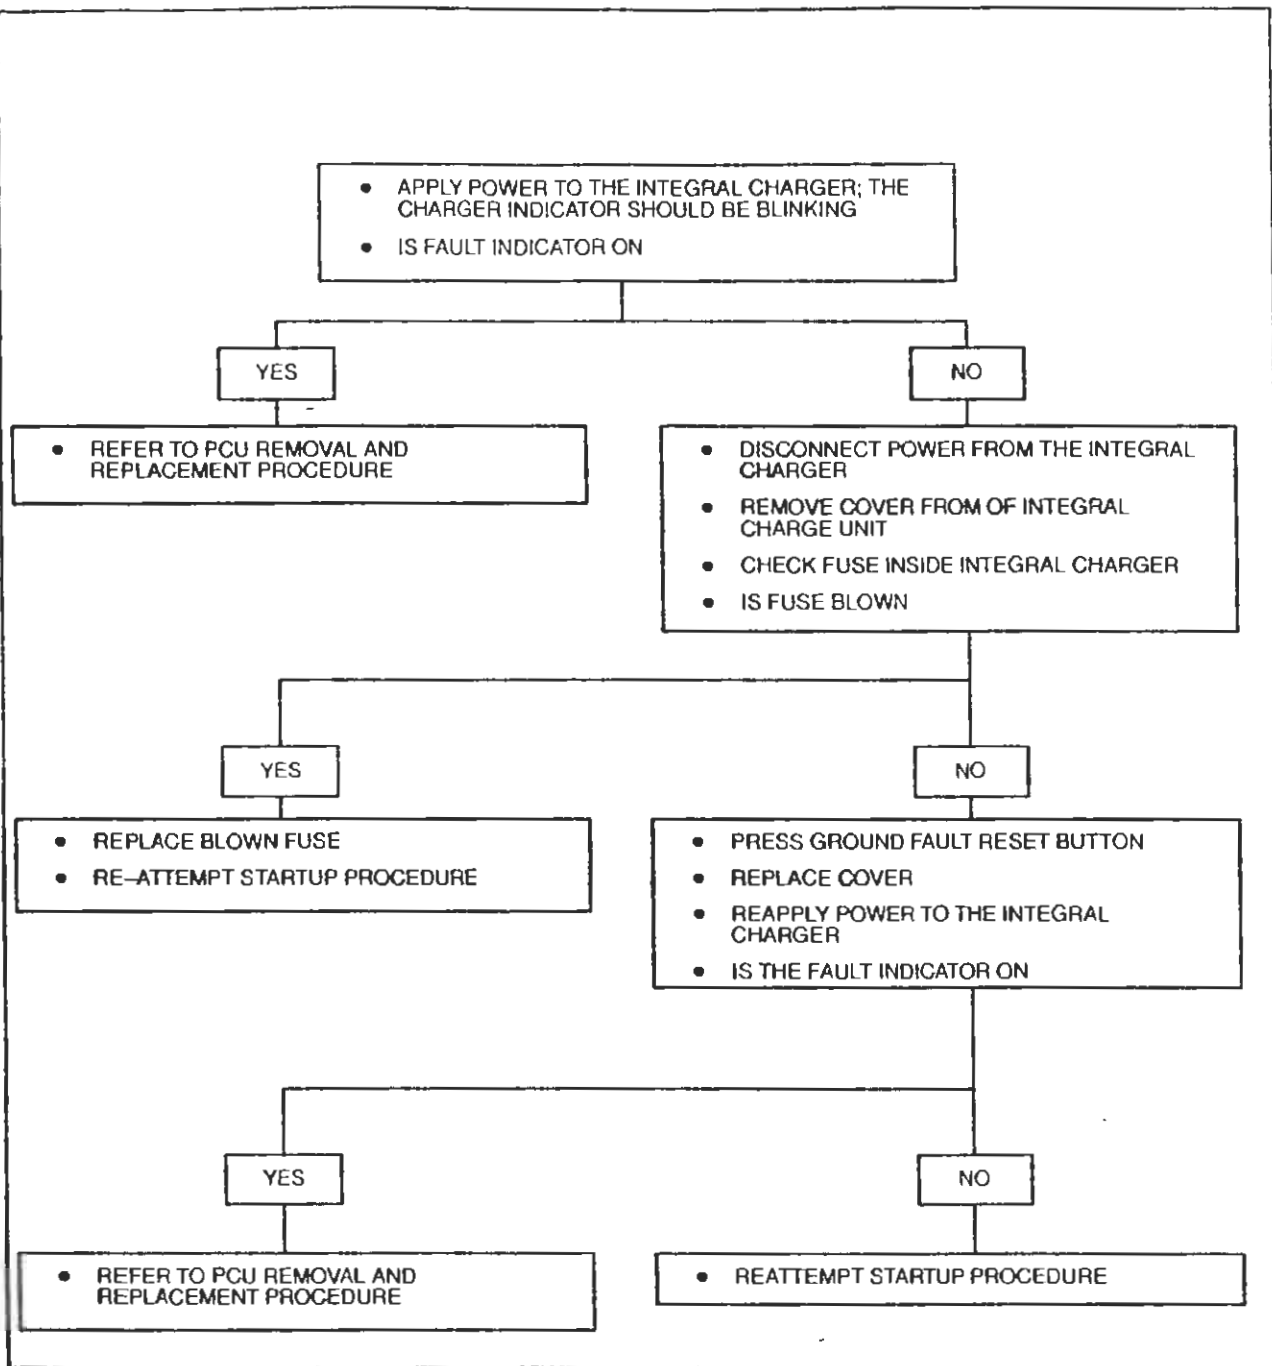 • APPLY POWER TO THE INTEGRAL CHARGER; THE
CHARGER INDICATOR SHOULD BE BLINKING
• IS FAULT INDICATOR ON
YES
NO
• REFER TO PCU REMOVAL AND
REPLACEMENT PROCEDURE
• DISCONNECT POWER FROM THE INTEGRAL
CHARGER
• REMOVE COVER FROM OF INTEGRAL
CHARGE UNIT
• CHECK FUSE INSIDE INTEGRAL CHARGER
• IS FUSE BLOWN
YES
NO
• REPLACE BLOWN FUSE
• RE–ATTEMPT STARTUP PROCEDURE
• PRESS GROUND FAULT RESET BUTTON
• REPLACE COVER
• REAPPLY POWER TO THE INTEGRAL
CHARGER
• IS THE FAULT INDICATOR ON
YES
NO
• REFER TO PCU REMOVAL AND
REPLACEMENT PROCEDURE
• REATTEMPT STARTUP PROCEDURE